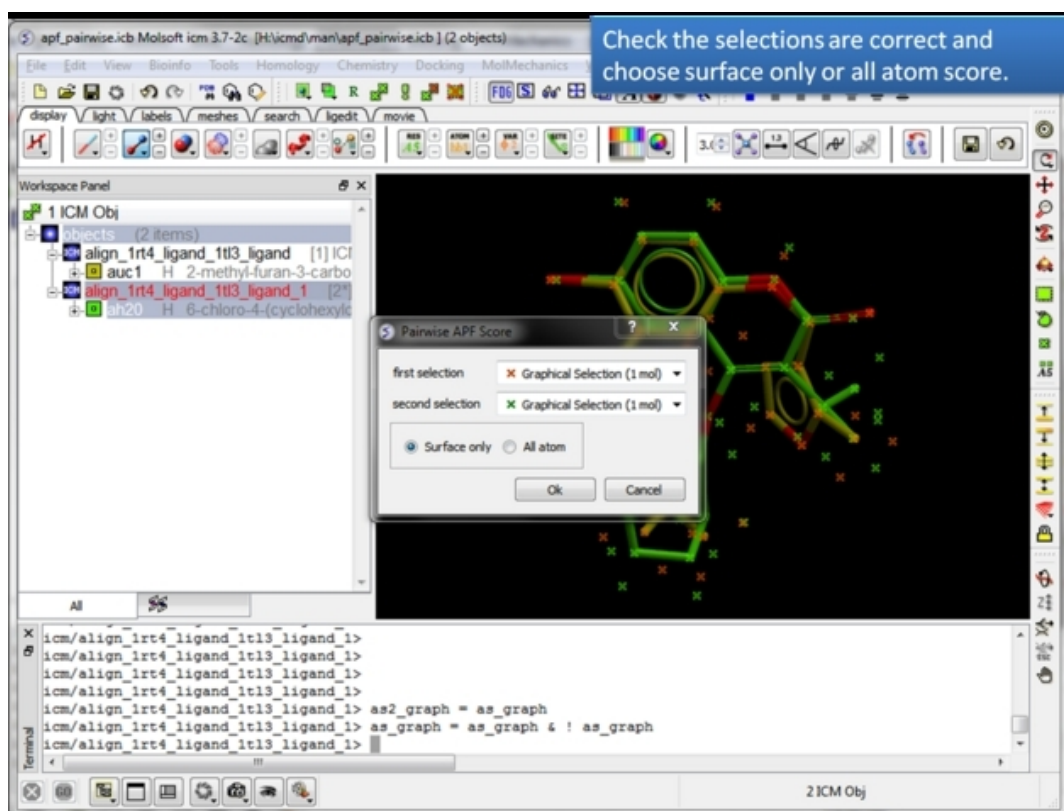 apf_pairwise.icb Molsoft icm 3.7-2c [H:\icmd\man\apf_pairwise.icb ] (2 objects)
Check the selections are correct and
choose surface only or all atom score.
File Edit View Bioinfo Tools Homology Chemistry Docking MolMechanics
display light labels meshes search ligedit movie
Workspace Panel
1 ICM Obj
objects (2 items)
align_1rt4_ligand_1tl3_ligand [1] ICM
auc1 H 2-methyl-furan-3-carbo
align_1rt4_ligand_1tl3_ligand_1 [2*]
ah20 H 6-chloro-4-(cyclohexylo
Pairwise APF Score
first selection Graphical Selection (1 mol)
second selection Graphical Selection (1 mol)
Surface only All atom
Ok Cancel
All
icm/align_1rt4_ligand_1tl3_ligand_1>
icm/align_1rt4_ligand_1tl3_ligand_1>
icm/align_1rt4_ligand_1tl3_ligand_1>
icm/align_1rt4_ligand_1tl3_ligand_1>
icm/align_1rt4_ligand_1tl3_ligand_1> as2_graph = as_graph
icm/align_1rt4_ligand_1tl3_ligand_1> as_graph = as_graph & ! as_graph
icm/align_1rt4_ligand_1tl3_ligand_1>
Terminal
2 ICM Obj